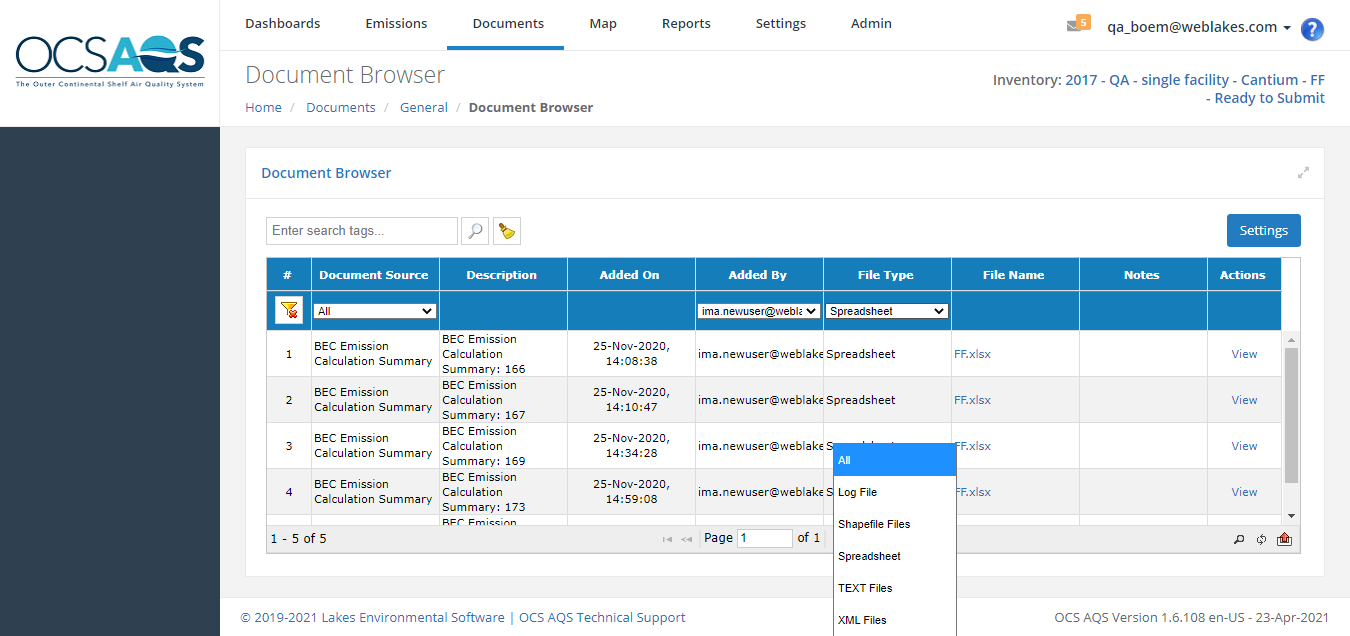 OCSAQS
The Outer Continental Shelf Air Quality System
Dashboards Emissions Documents Map Reports Settings Admin
5 qa_boem@weblakes.com ?
Document Browser
Home / Documents / General / Document Browser
Inventory: 2017 - QA - single facility - Cantium - FF
- Ready to Submit
Document Browser
Enter search tags...
Settings
# Document Source Description Added On Added By File Type File Name Notes Actions
All ima.newuser@webla Spreadsheet
1 BEC Emission Calculation Summary BEC Emission Calculation Summary: 166 25-Nov-2020, 14:08:38 ima.newuser@weblake Spreadsheet FF.xlsx View
2 BEC Emission Calculation Summary BEC Emission Calculation Summary: 167 25-Nov-2020, 14:10:47 ima.newuser@weblake Spreadsheet FF.xlsx View
3 BEC Emission Calculation Summary BEC Emission Calculation Summary: 169 25-Nov-2020, 14:34:28 ima.newuser@weblake FF.xlsx View
4 BEC Emission Calculation Summary BEC Emission Calculation Summary: 173 25-Nov-2020, 14:59:08 ima.newuser@weblake FF.xlsx View
BEC Emission
1 - 5 of 5 Page 1 of 1
All
Log File
Shapefile Files
Spreadsheet
TEXT Files
XML Files
© 2019-2021 Lakes Environmental Software | OCS AQS Technical Support
OCS AQS Version 1.6.108 en-US - 23-Apr-2021